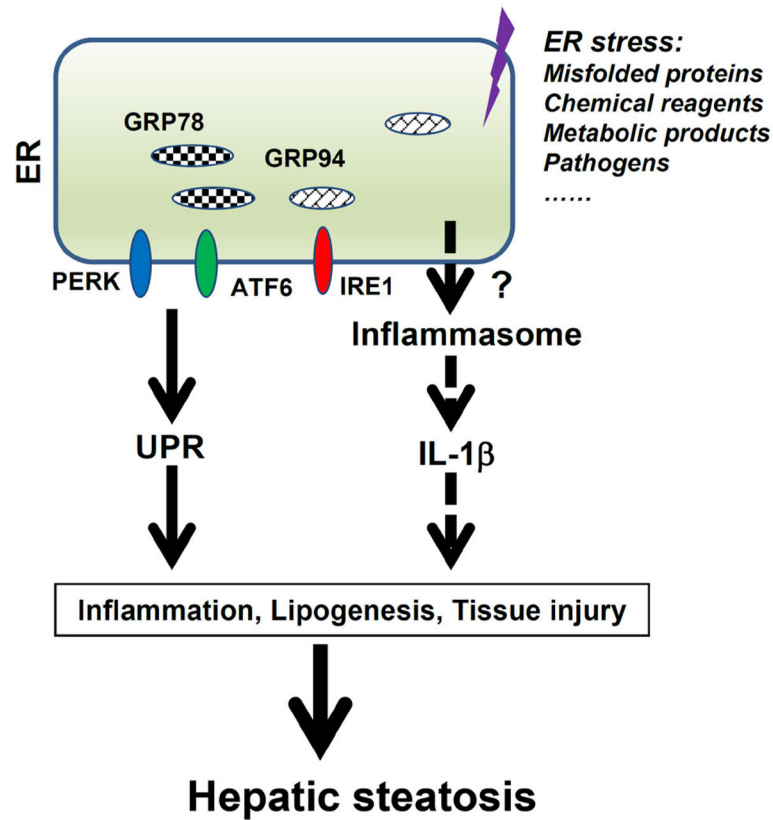 ER stress:
Misfolded proteins
Chemical reagents
Metabolic products
Pathogens
......
ER
GRP78
GRP94
PERK
ATF6
IRE1
?
Inflammasome
UPR
IL-1β
Inflammation, Lipogenesis, Tissue injury
Hepatic steatosis